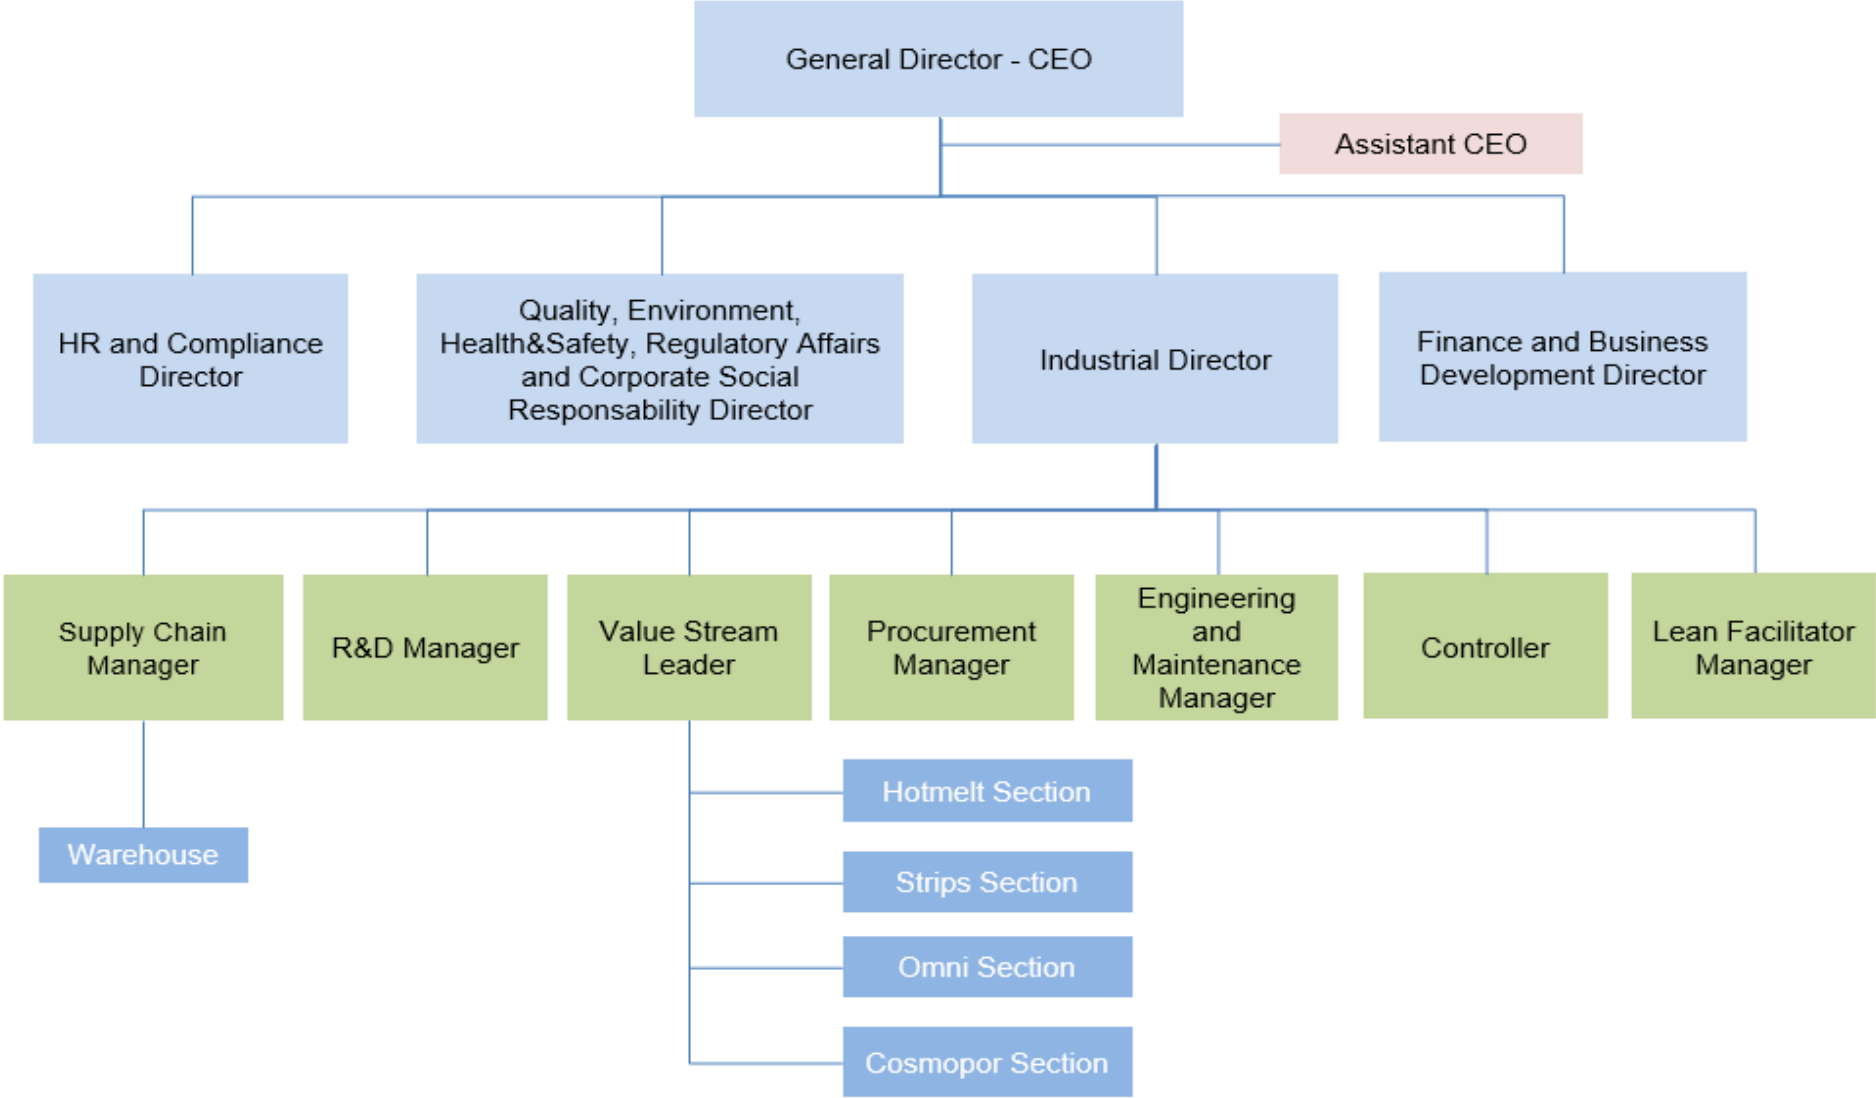 General Director - CEO
Assistant CEO
HR and Compliance
Director
Quality, Environment,
Health&Safety, Regulatory Affairs
and Corporate Social
Responsability Director
Industrial Director
Finance and Business
Development Director
Supply Chain
Manager
R&D Manager
Value Stream
Leader
Procurement
Manager
Engineering
and
Maintenance
Manager
Controller
Lean Facilitator
Manager
Warehouse
Hotmelt Section
Strips Section
Omni Section
Cosmopor Section